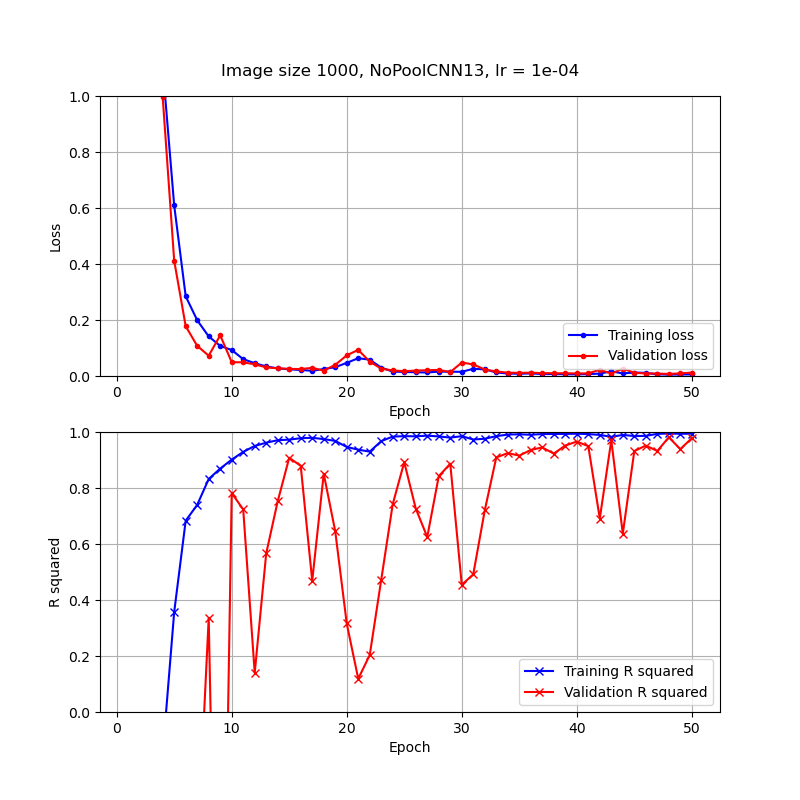 Image size 1000, NoPoolCNN13, lr = 1e-04
1.0
0.8
0.6
0.4
0.2
0.0
Loss
0 10 20 30 40 50
Epoch
Training loss
Validation loss
1.0
0.8
0.6
0.4
0.2
0.0
R squared
0 10 20 30 40 50
Epoch
Training R squared
Validation R squared